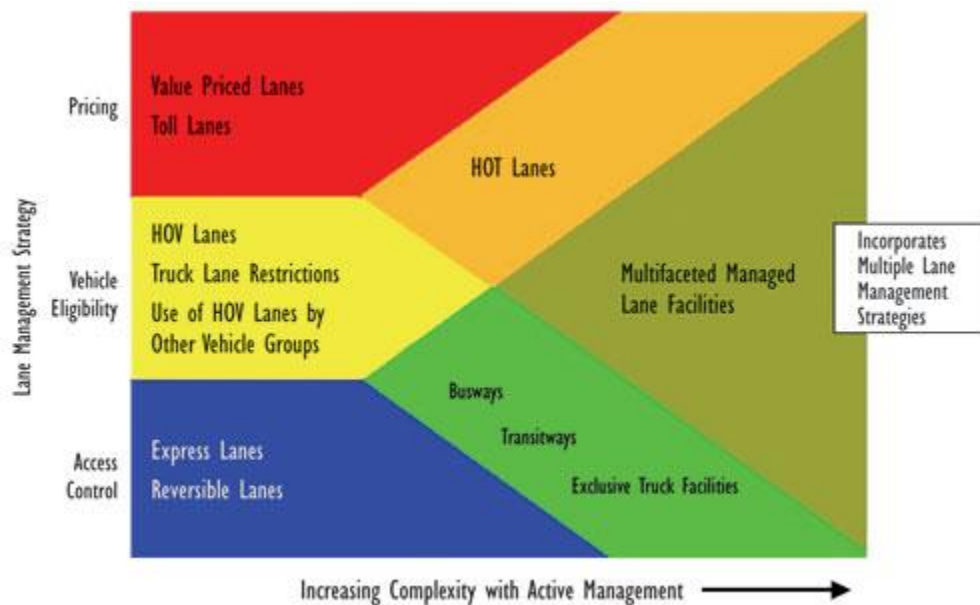 Lane Management Strategy
Pricing
Value Priced Lanes
Toll Lanes
HOT Lanes
Vehicle
Eligibility
HOV Lanes
Truck Lane Restrictions
Use of HOV Lanes by
Other Vehicle Groups
Multifaceted Managed
Lane Facilities
Incorporates
Multiple Lane
Management
Strategies
Access
Control
Express Lanes
Reversible Lanes
Busways
Transitways
Exclusive Truck Facilities
Increasing Complexity with Active Management